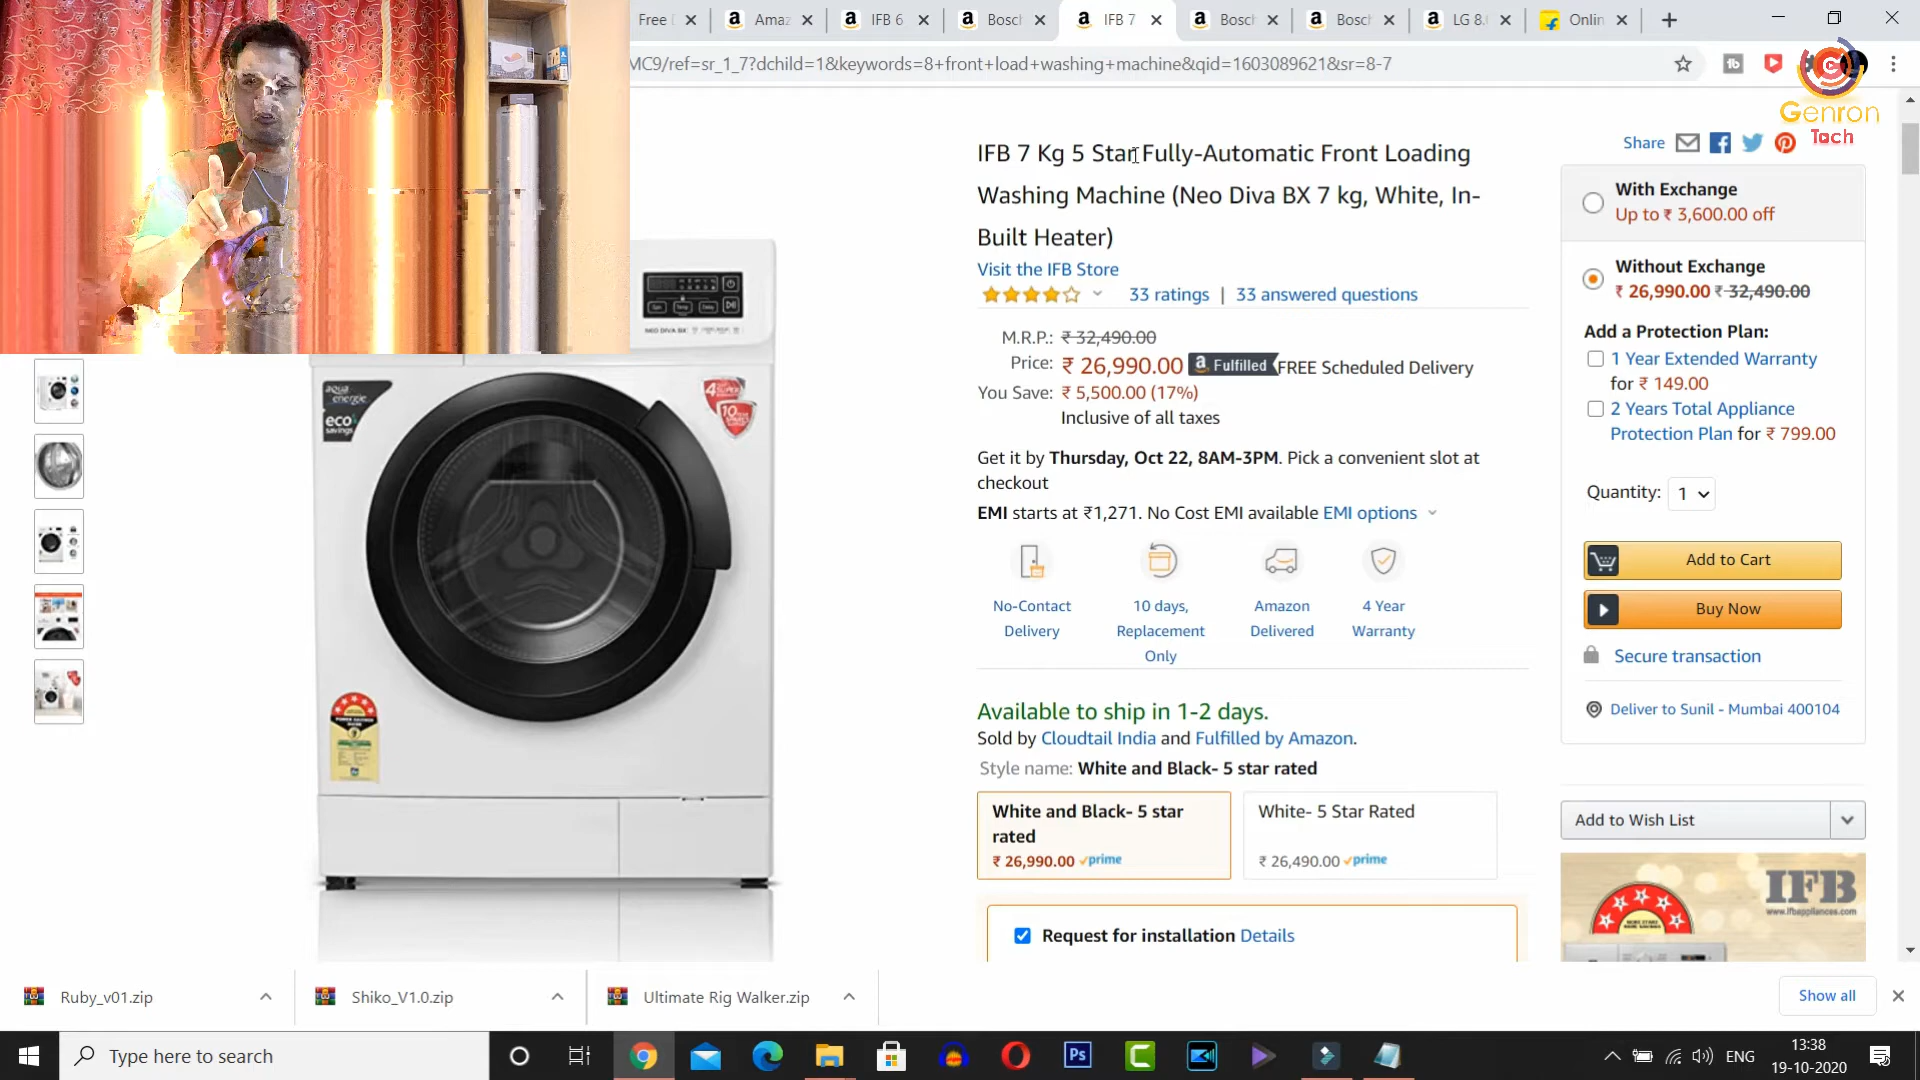 Free
Amaz
IFB 6
Bosch
IFB 7
Bosch
Bosch
LG 8.
Onlin
MC9/ref=sr_1_7?dchild=1&keywords=8+front+load+washing+machine&qid=1603089621&sr=8-7
Genron
Tach
Share
IFB 7 Kg 5 Star Fully-Automatic Front Loading
Washing Machine (Neo Diva BX 7 kg, White, In-
Built Heater)
Visit the IFB Store
33 ratings | 33 answered questions
M.R.P.: ₹ 32,490.00
Price: ₹ 26,990.00 Fulfilled FREE Scheduled Delivery
You Save: ₹ 5,500.00 (17%)
Inclusive of all taxes
Get it by Thursday, Oct 22, 8AM-3PM. Pick a convenient slot at
checkout
EMI starts at ₹1,271. No Cost EMI available EMI options
No-Contact
Delivery
10 days,
Replacement
Only
Amazon
Delivered
4 Year
Warranty
Available to ship in 1-2 days.
Sold by Cloudtail India and Fulfilled by Amazon.
Style name: White and Black- 5 star rated
White and Black- 5 star
rated
₹ 26,990.00 prime
White- 5 Star Rated
₹ 26,490.00 prime
Request for installation Details
With Exchange
Up to ₹ 3,600.00 off
Without Exchange
₹ 26,990.00 ₹ 32,490.00
Add a Protection Plan:
1 Year Extended Warranty
for ₹ 149.00
2 Years Total Appliance
Protection Plan for ₹ 799.00
Quantity: 1
Add to Cart
Buy Now
Secure transaction
Deliver to Sunil - Mumbai 400104
Add to Wish List
IFB
www.ifbappliances.com
NEO DIVA BX
aqua
energie
eco
savings
Ruby_v01.zip
Shiko_V1.0.zip
Ultimate Rig Walker.zip
Show all
Type here to search
Ps
ENG
13:38
19-10-2020